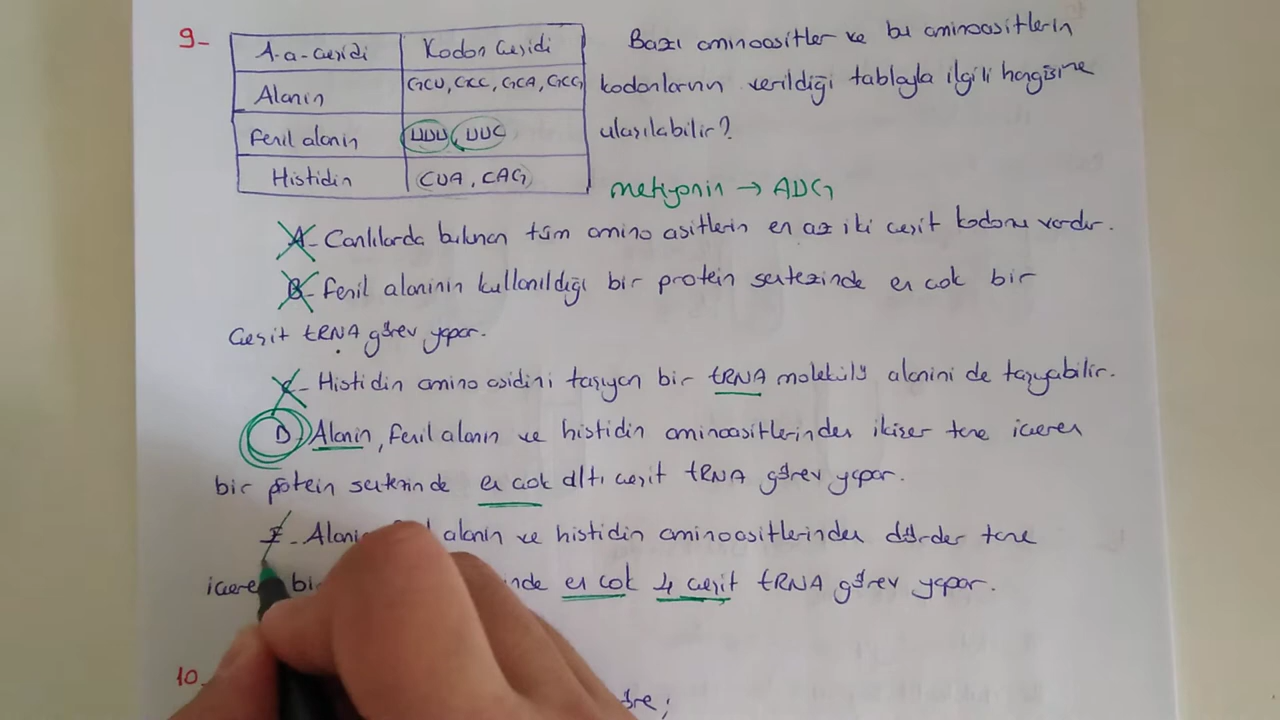 9-
A.a-Çeşidi Kodon Çeşidi
Alanin GCU, GCC, GCA, GCG
Fenil alanin UUU, UUC
Histidin CUA, CAG
Bazı aminoasitler ve bu aminoasitlerin
kodonlarının verildiği tabloyla ilgili hangisine
ulaşılabilir?
metiyonin → AUG
A- Canlılarda bulunan tüm amino asitlerin en az iki çeşit kodonu vardır.
B- Fenil alaninin kullanıldığı bir protein sentezinde en çok bir
Çeşit tRNA görev yapar.
C- Histidin amino asidini taşıyan bir tRNA molekülü alanini de taşıyabilir.
D- Alanin, fenil alanin ve histidin aminoasitlerinden ikişer tane içeren
bir protein sentezinde en çok altı çeşit tRNA görev yapar.
E- alanin ve histidin aminoasitlerinden dörder tane
en çok 4 çeşit tRNA görev yapar.
10-